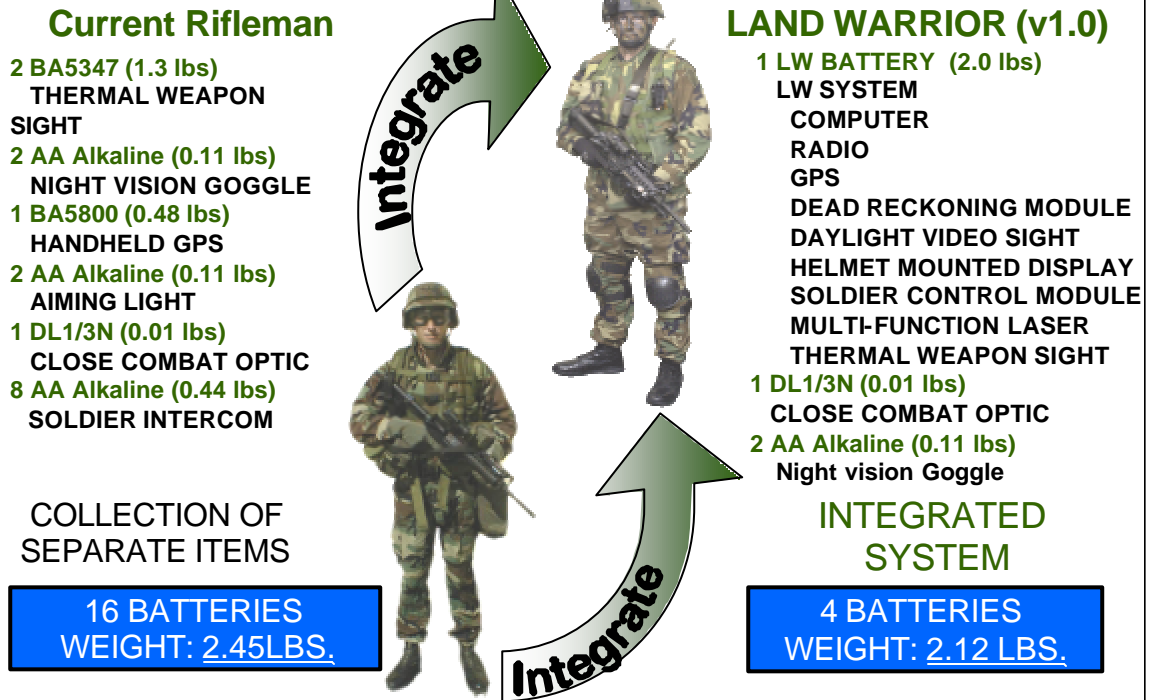 Current Rifleman
2 BA5347 (1.3 lbs)
THERMAL WEAPON
SIGHT
2 AA Alkaline (0.11 lbs)
NIGHT VISION GOGGLE
1 BA5800 (0.48 lbs)
HANDHELD GPS
2 AA Alkaline (0.11 lbs)
AIMING LIGHT
1 DL1/3N (0.01 lbs)
CLOSE COMBAT OPTIC
8 AA Alkaline (0.44 lbs)
SOLDIER INTERCOM
COLLECTION OF
SEPARATE ITEMS
16 BATTERIES
WEIGHT: 2.45LBS.
Integrate
Integrate
LAND WARRIOR (v1.0)
1 LW BATTERY (2.0 lbs)
LW SYSTEM
COMPUTER
RADIO
GPS
DEAD RECKONING MODULE
DAYLIGHT VIDEO SIGHT
HELMET MOUNTED DISPLAY
SOLDIER CONTROL MODULE
MULTI-FUNCTION LASER
THERMAL WEAPON SIGHT
1 DL1/3N (0.01 lbs)
CLOSE COMBAT OPTIC
2 AA Alkaline (0.11 lbs)
Night vision Goggle
INTEGRATED
SYSTEM
4 BATTERIES
WEIGHT: 2.12 LBS.